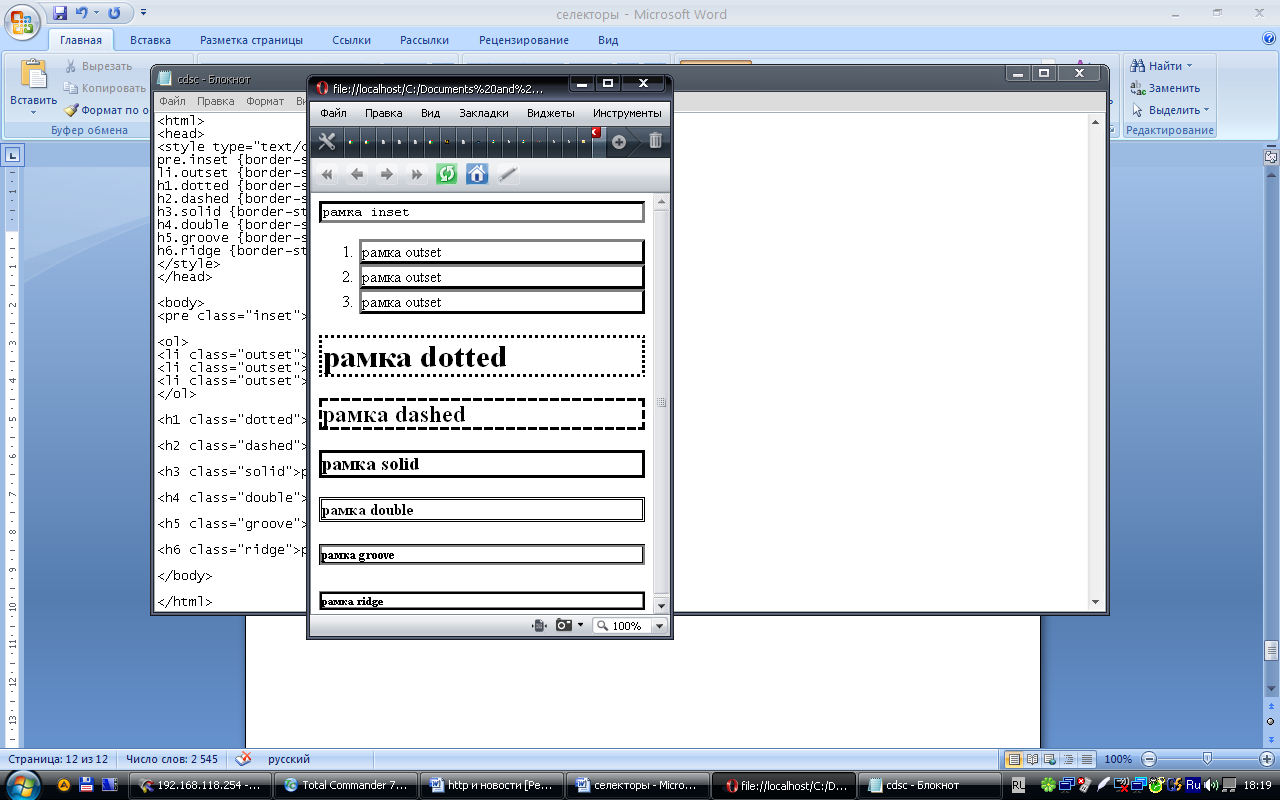 селекторы - Microsoft Word
Главная Вставка Разметка страницы Ссылки Рассылки Рецензирование Вид
Вставить
Вырезать
Копировать
Формат по о
Буфер обмена
Найти
Заменить
Выделить
Редактирование
cdsc - Блокнот
Файл Правка Формат Ви
<html>
<head>
<style type="text/c
pre.inset {border-s
li.outset {border-s
h1.dotted {border-s
h2.dashed {border-s
h3.solid {border-st
h4.double {border-s
h5.groove {border-s
h6.ridge {border-st
</style>
</head>
<body>
<pre class="inset">
<ol>
<li class="outset">
<li class="outset">
<li class="outset">
</ol>
<h1 class="dotted">
<h2 class="dashed">
<h3 class="solid">р
<h4 class="double">
<h5 class="groove">
<h6 class="ridge">р
</body>
</html>
file://localhost/C:/Documents%20and%2...
Файл Правка Вид Закладки Виджеты Инструменты
рамка inset
1. рамка outset
2. рамка outset
3. рамка outset
рамка dotted
рамка dashed
рамка solid
рамка double
рамка groove
рамка ridge
100%
Страница: 12 из 12 Число слов: 2 545 русский 100%
192.168.118.254 -... Total Commander 7.... http и новости [Ре... селекторы - Micros... file://localhost/C:/D... cdsc - Блокнот RL Ru 18:19